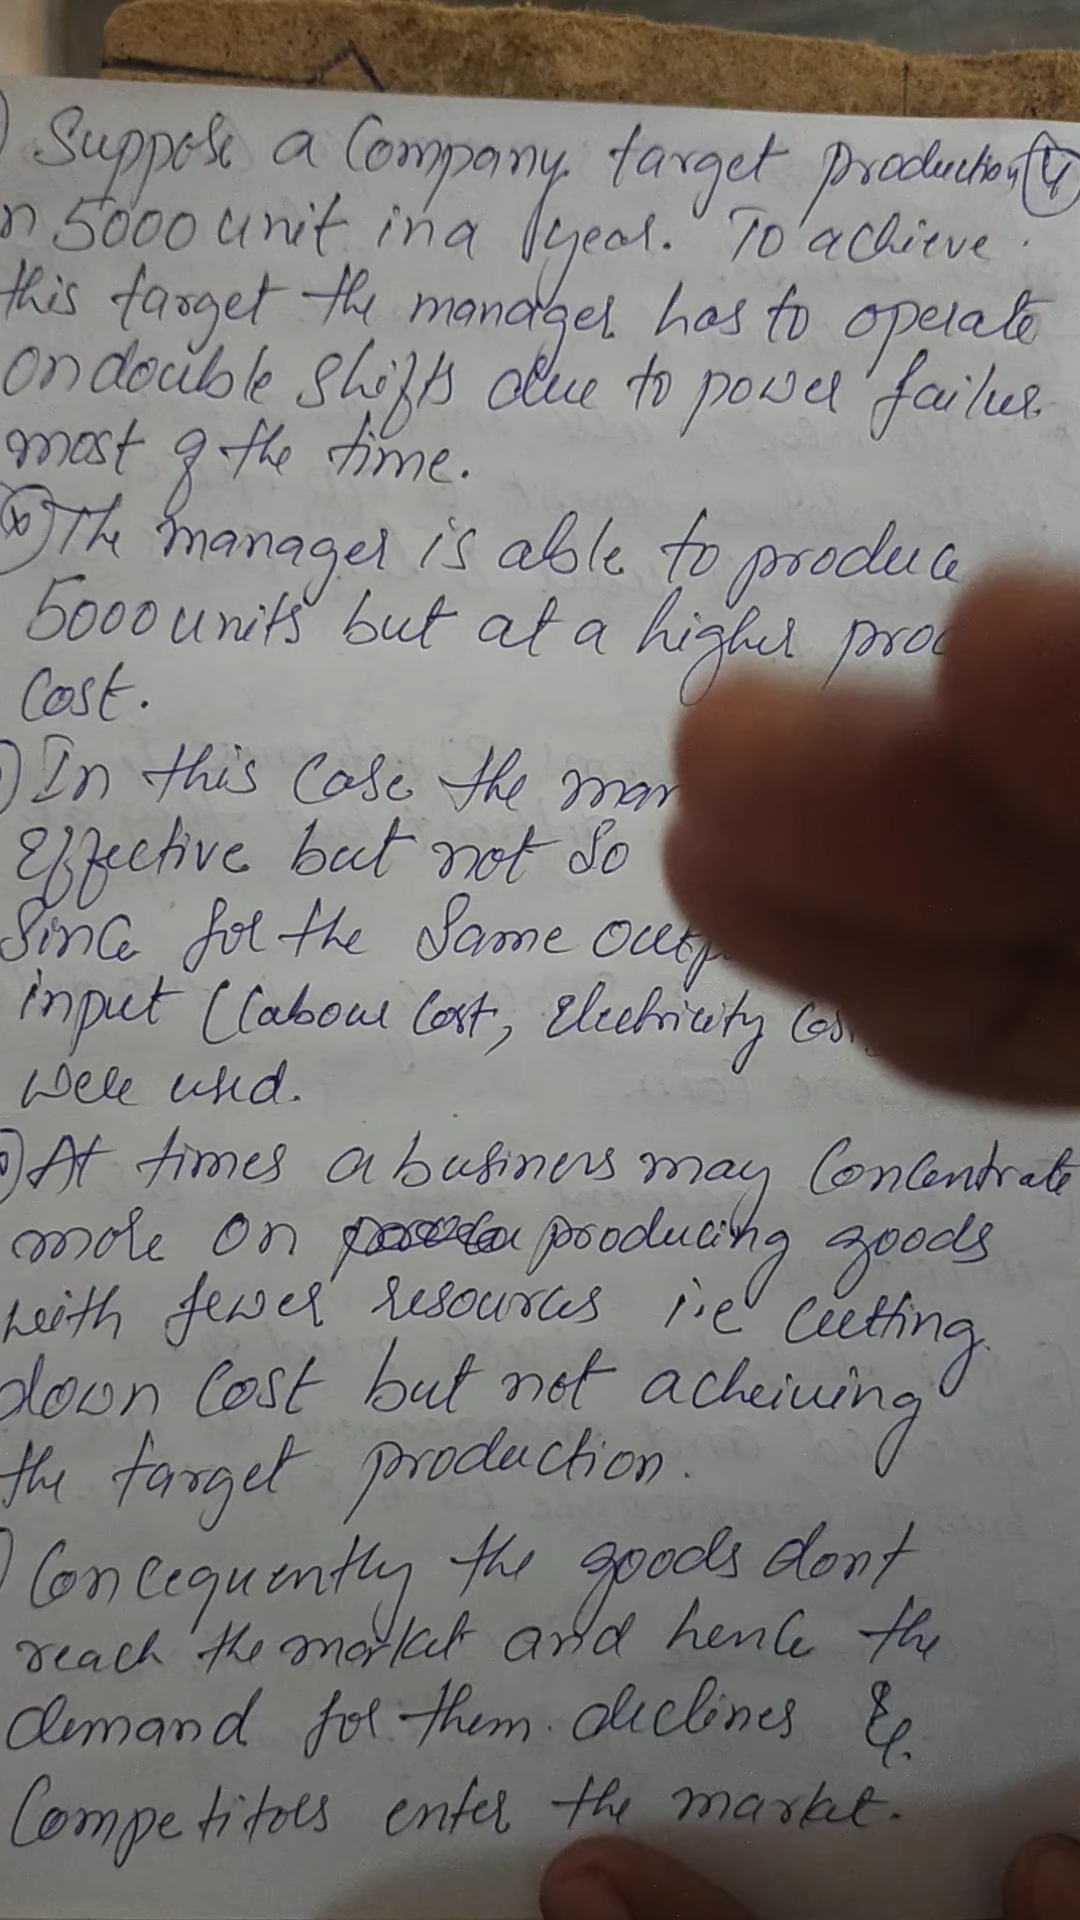 Suppose a Company target production (4)
n 5000 unit in a year. To achieve
this target the manager has to operate
on double shifts due to power failure
most of the time.
The manager is able to produce
5000 units but at a higher
Cost.
In this Case the
Effective but not So
Since for the Same
input (Labour Cost, Electricity
were used.
At times a business may Concentrate
more on producing goods
with fewer resources i.e cutting
down Cost but not acheiving
the target production.
Concequently the goods dont
reach the market and hence the
demand for them declines &
Competitors enter the market.